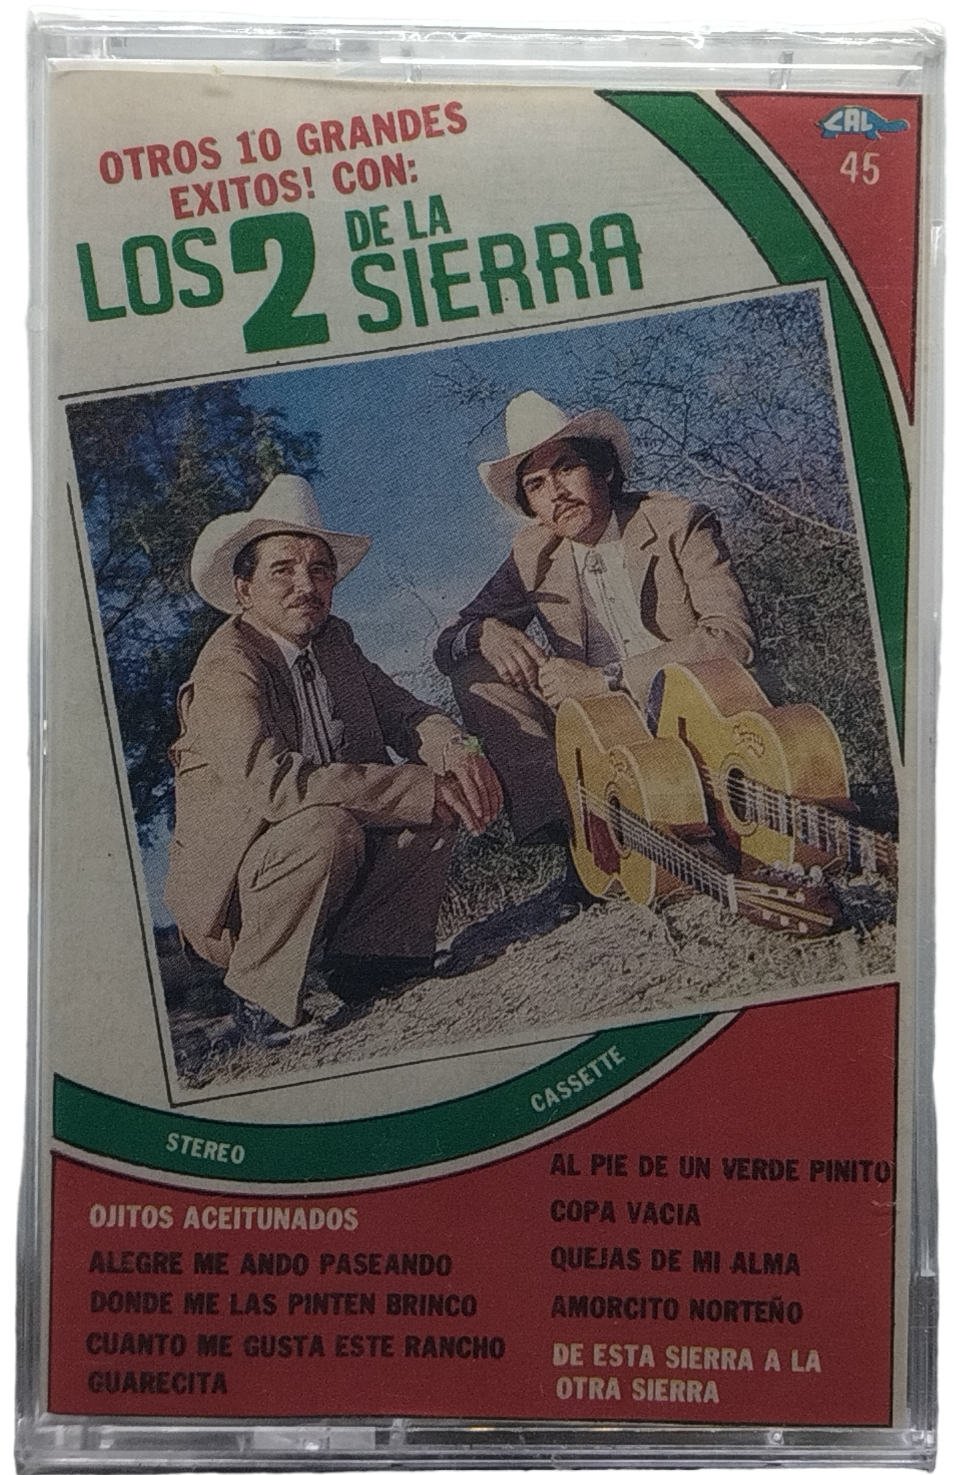 OTROS 10 GRANDES
EXITOS! CON:
LOS 2 DE LA
SIERRA
CAL
45
STEREO
CASSETTE
OJITOS ACEITUNADOS
ALEGRE ME ANDO PASEANDO
DONDE ME LAS PINTEN BRINCO
CUANTO ME GUSTA ESTE RANCHO
GUARECITA
AL PIE DE UN VERDE PINITO
COPA VACIA
QUEJAS DE MI ALMA
AMORCITO NORTEÑO
DE ESTA SIERRA A LA
OTRA SIERRA